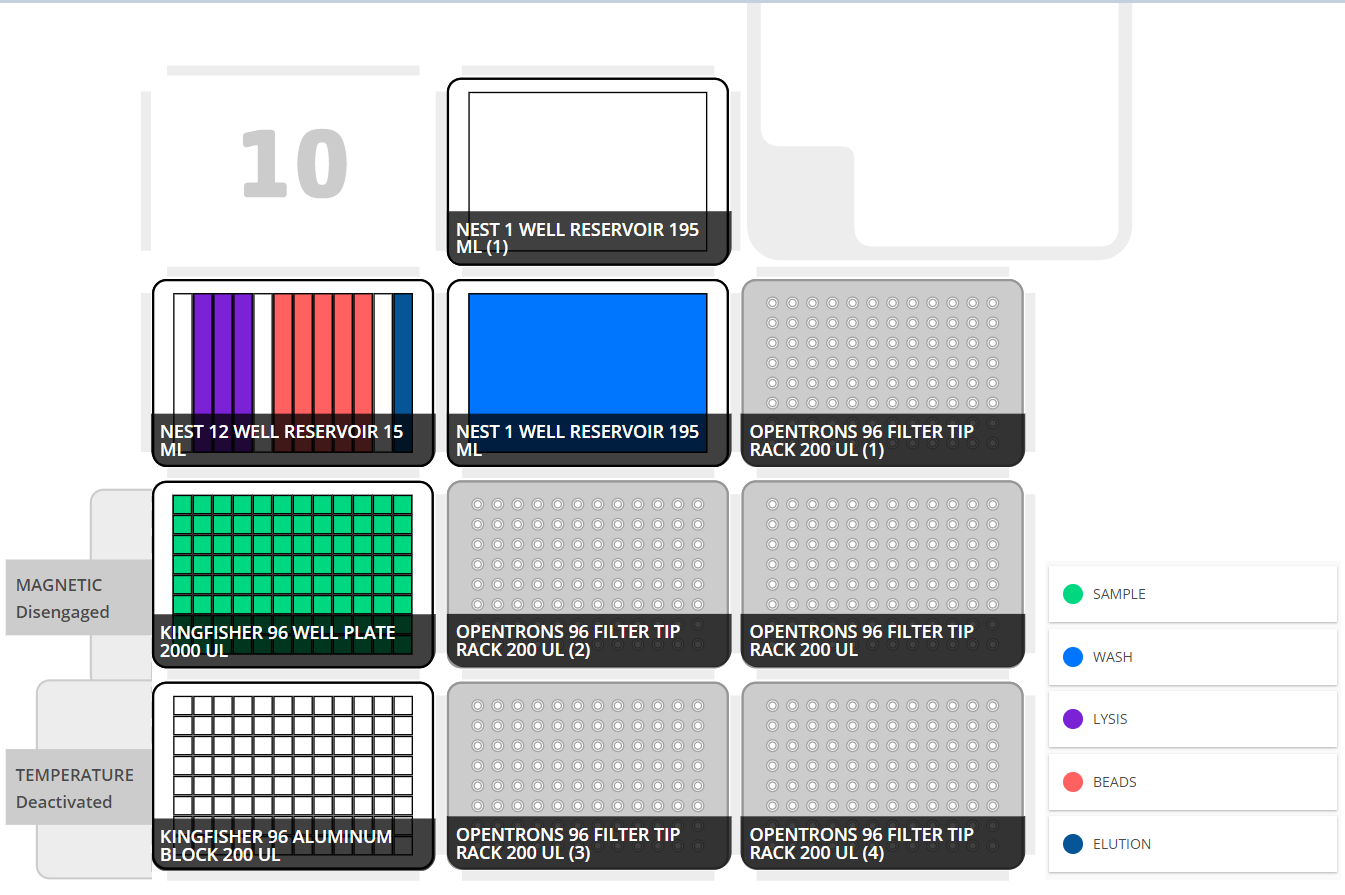 10
NEST 1 WELL RESERVOIR 195
ML (1)
NEST 12 WELL RESERVOIR 15
ML
NEST 1 WELL RESERVOIR 195
ML
OPENTRONS 96 FILTER TIP
RACK 200 UL (1)
MAGNETIC
Disengaged
KINGFISHER 96 WELL PLATE
2000 UL
OPENTRONS 96 FILTER TIP
RACK 200 UL (2)
OPENTRONS 96 FILTER TIP
RACK 200 UL
TEMPERATURE
Deactivated
KINGFISHER 96 ALUMINUM
BLOCK 200 UL
OPENTRONS 96 FILTER TIP
RACK 200 UL (3)
OPENTRONS 96 FILTER TIP
RACK 200 UL (4)
SAMPLE
WASH
LYSIS
BEADS
ELUTION